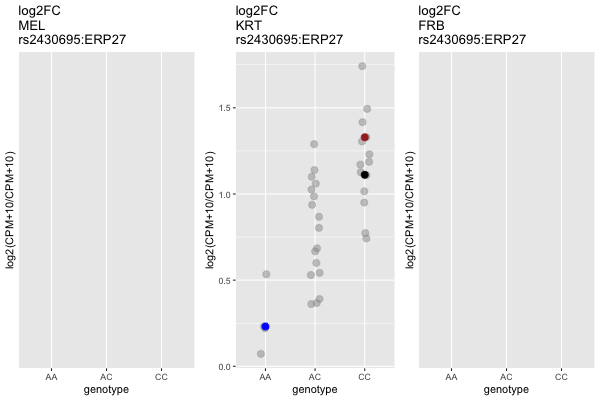 log2FC
MEL
rs2430695:ERP27
log2(CPM+10/CPM+10)
AA AC CC
genotype
log2FC
KRT
rs2430695:ERP27
log2(CPM+10/CPM+10)
1.5
1.0
0.5
0.0
AA AC CC
genotype
log2FC
FRB
rs2430695:ERP27
log2(CPM+10/CPM+10)
AA AC CC
genotype